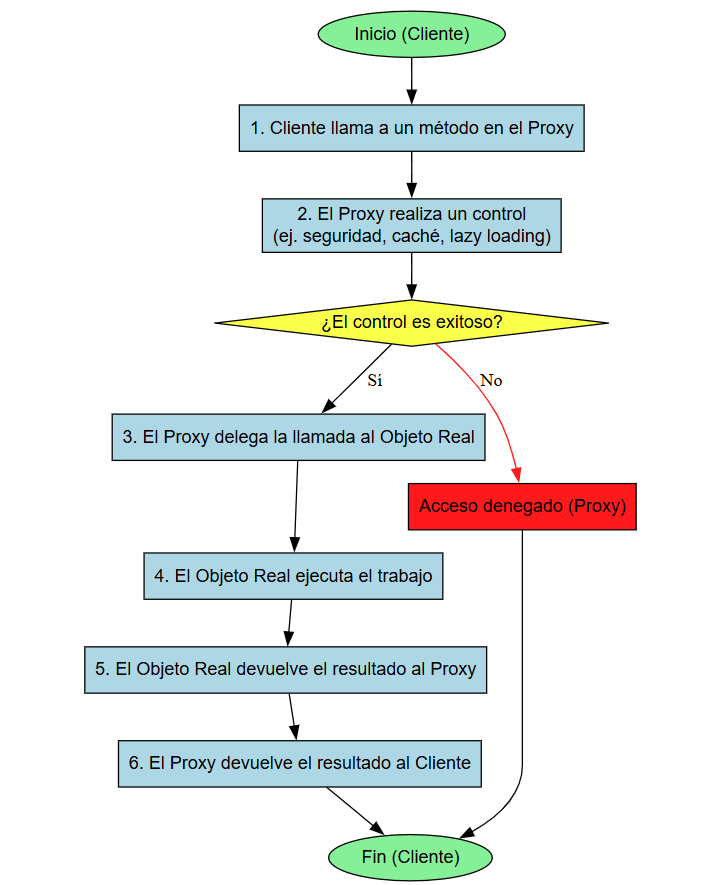 Inicio (Cliente)
1. Cliente llama a un método en el Proxy
2. El Proxy realiza un control
(ej. seguridad, caché, lazy loading)
¿El control es exitoso?
Sí
No
3. El Proxy delega la llamada al Objeto Real
Acceso denegado (Proxy)
4. El Objeto Real ejecuta el trabajo
5. El Objeto Real devuelve el resultado al Proxy
6. El Proxy devuelve el resultado al Cliente
Fin (Cliente)